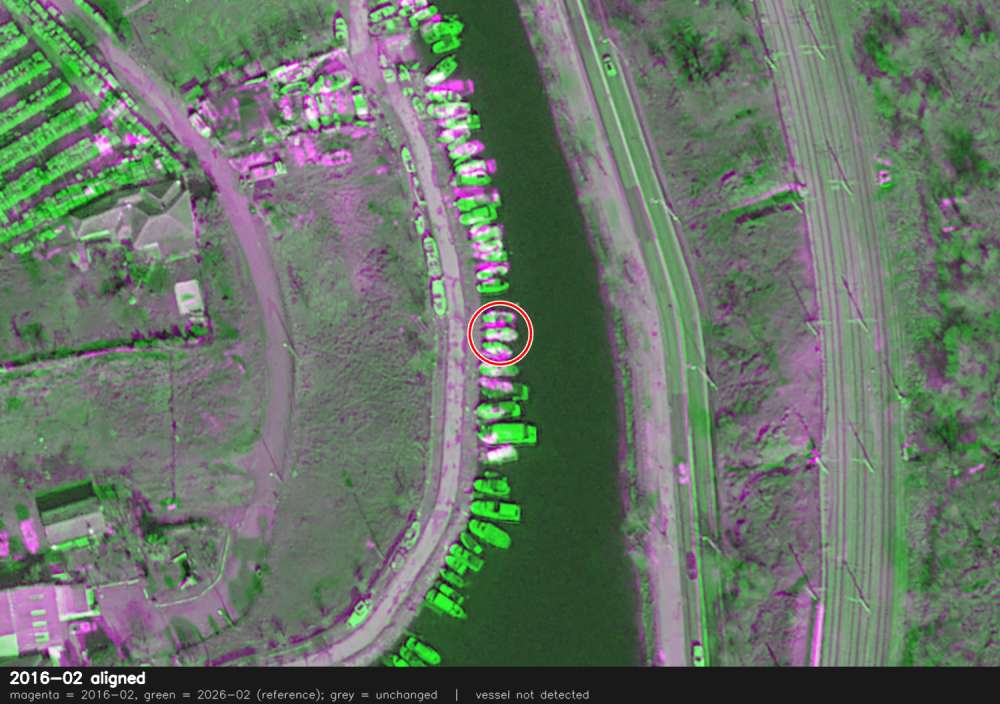 2016-02 aligned
magenta = 2016-02, green = 2026-02 (reference); grey = unchanged | vessel not detected